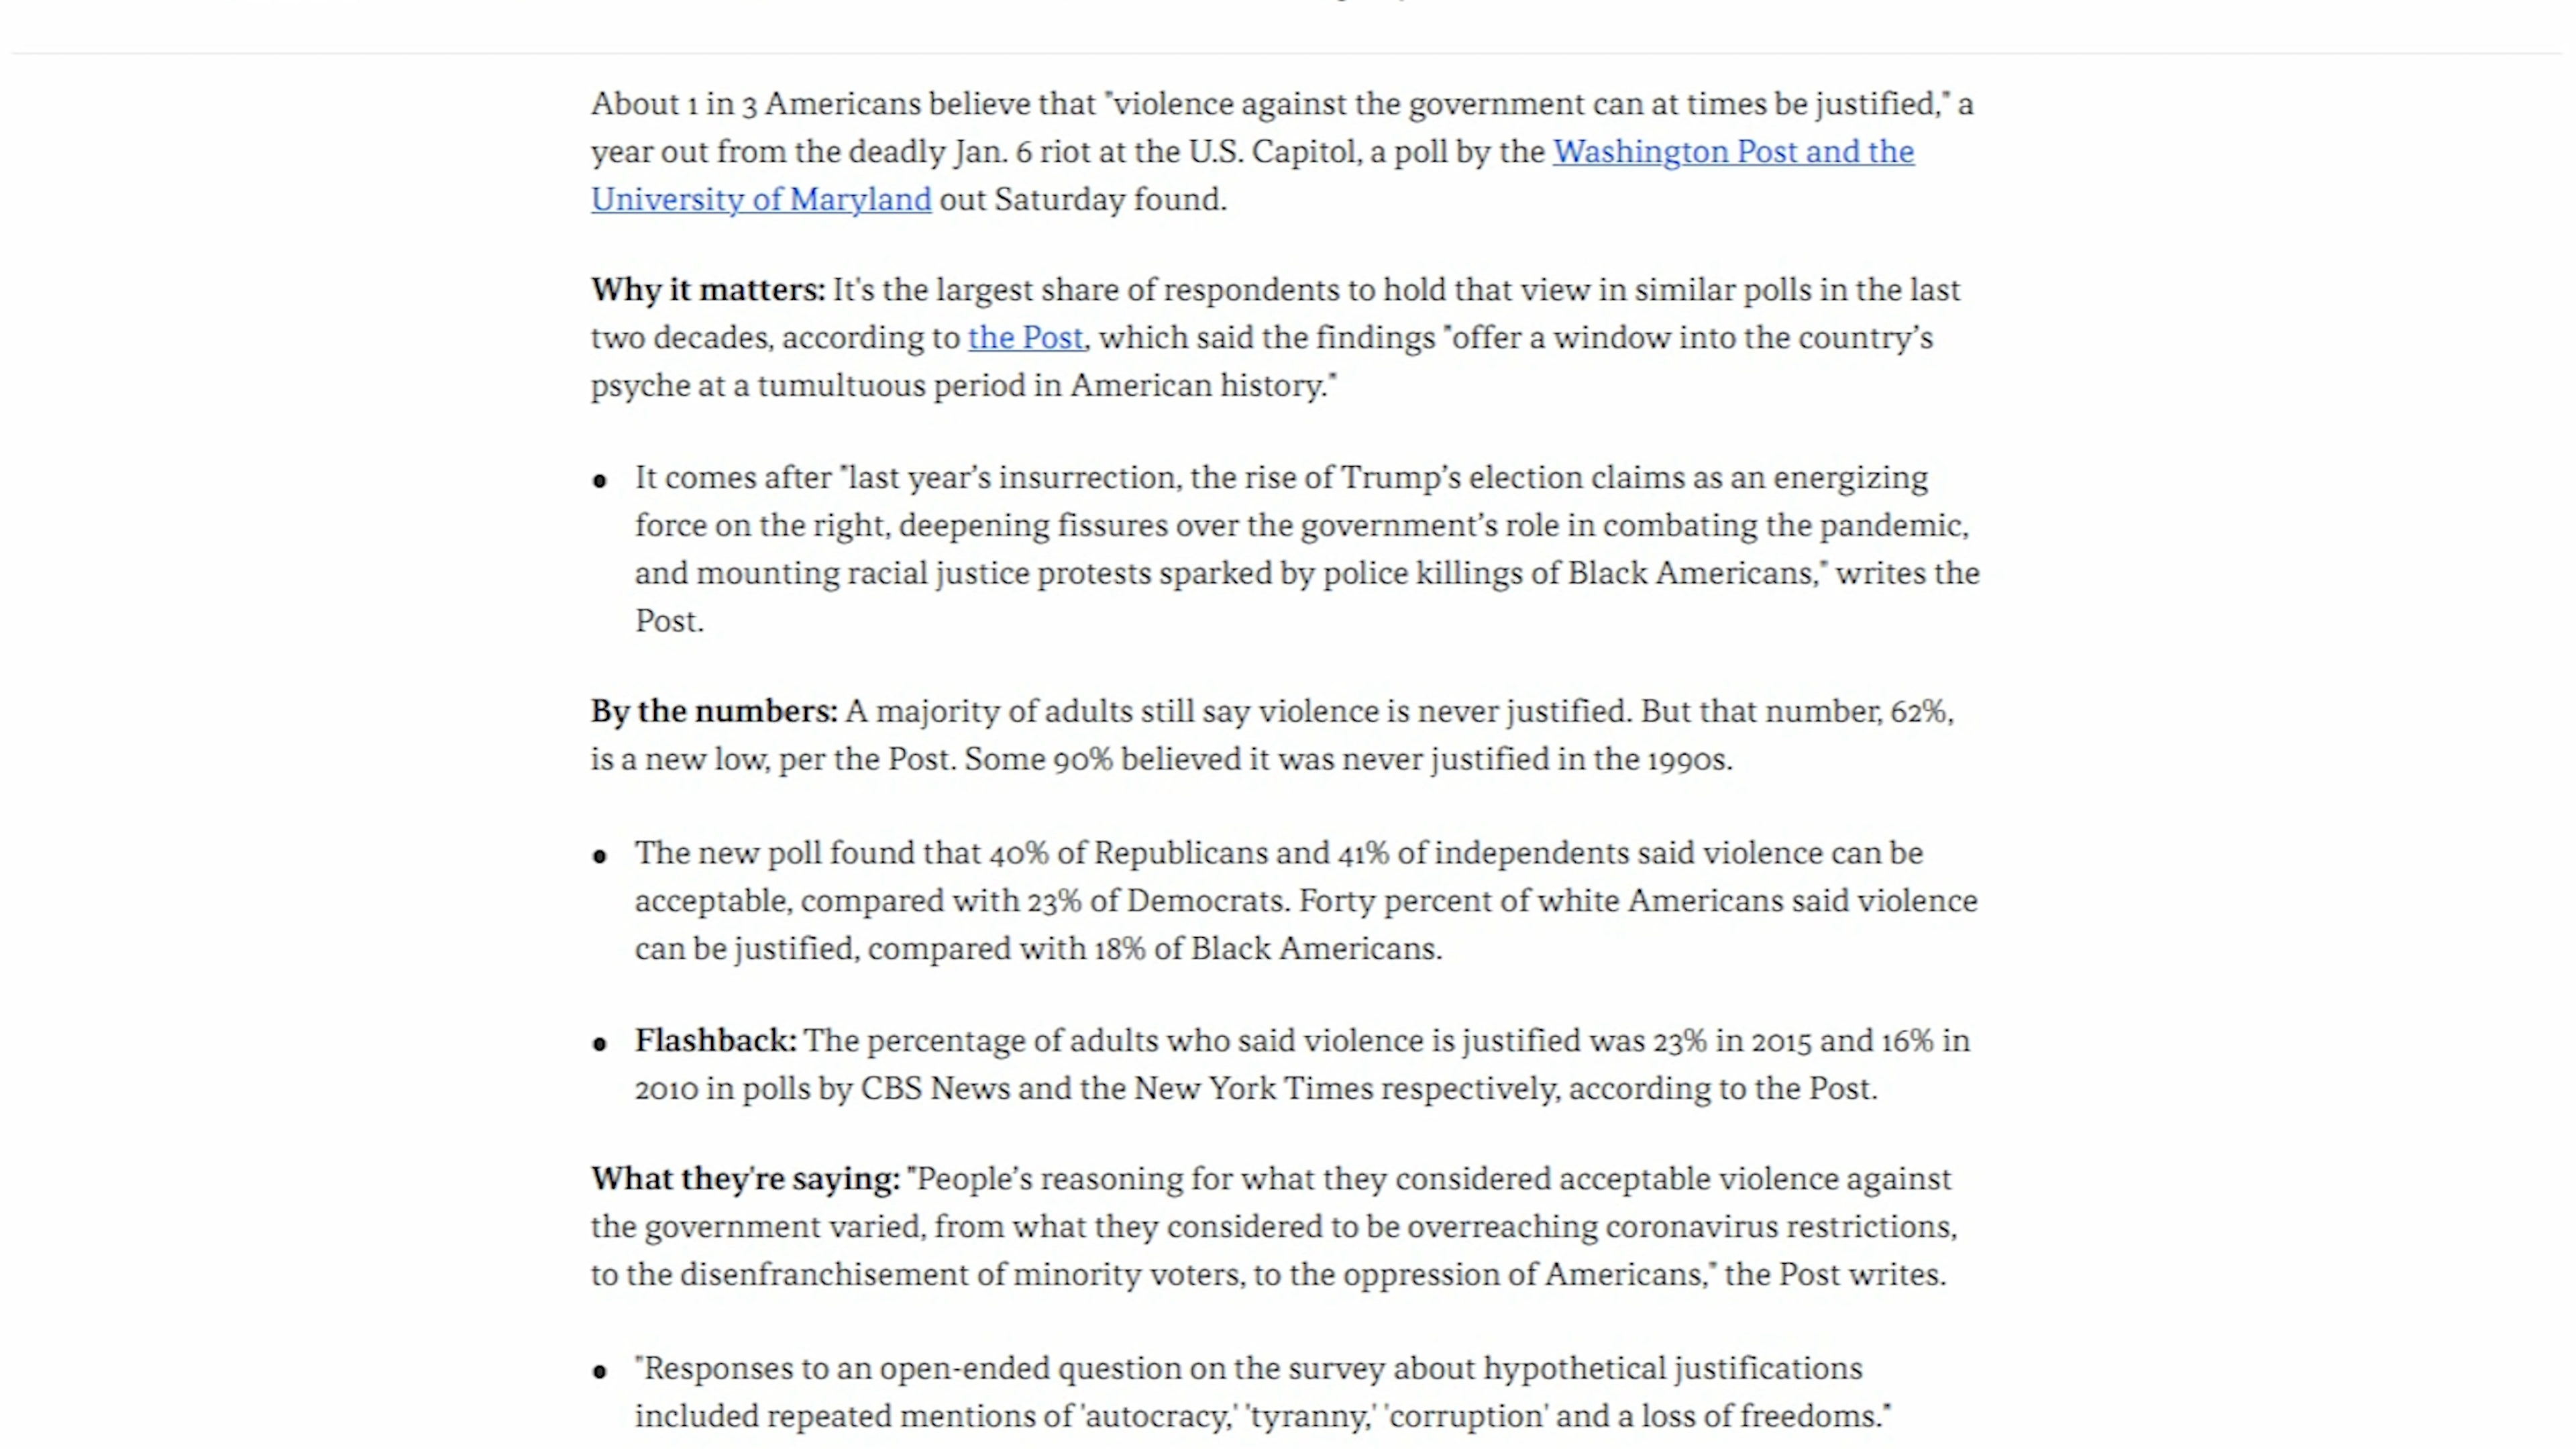 About 1 in 3 Americans believe that "violence against the government can at times be justified," a
year out from the deadly Jan. 6 riot at the U.S. Capitol, a poll by the Washington Post and the
University of Maryland out Saturday found.
Why it matters: It's the largest share of respondents to hold that view in similar polls in the last
two decades, according to the Post, which said the findings "offer a window into the country's
psyche at a tumultuous period in American history."
• It comes after "last year's insurrection, the rise of Trump's election claims as an energizing
force on the right, deepening fissures over the government's role in combating the pandemic,
and mounting racial justice protests sparked by police killings of Black Americans," writes the
Post.
By the numbers: A majority of adults still say violence is never justified. But that number, 62%,
is a new low, per the Post. Some 90% believed it was never justified in the 1990s.
• The new poll found that 40% of Republicans and 41% of independents said violence can be
acceptable, compared with 23% of Democrats. Forty percent of white Americans said violence
can be justified, compared with 18% of Black Americans.
• Flashback: The percentage of adults who said violence is justified was 23% in 2015 and 16% in
2010 in polls by CBS News and the New York Times respectively, according to the Post.
What they're saying: "People's reasoning for what they considered acceptable violence against
the government varied, from what they considered to be overreaching coronavirus restrictions,
to the disenfranchisement of minority voters, to the oppression of Americans," the Post writes.
• "Responses to an open-ended question on the survey about hypothetical justifications
included repeated mentions of 'autocracy,' 'tyranny,' 'corruption' and a loss of freedoms."